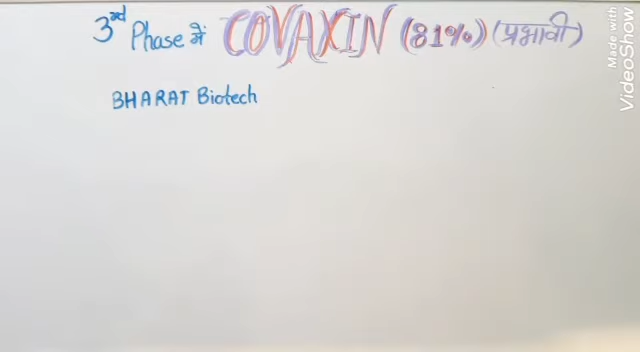 3rd Phase में COVAXIN (81%) (प्रभावी)
BHARAT Biotech
Made with
VideoShow